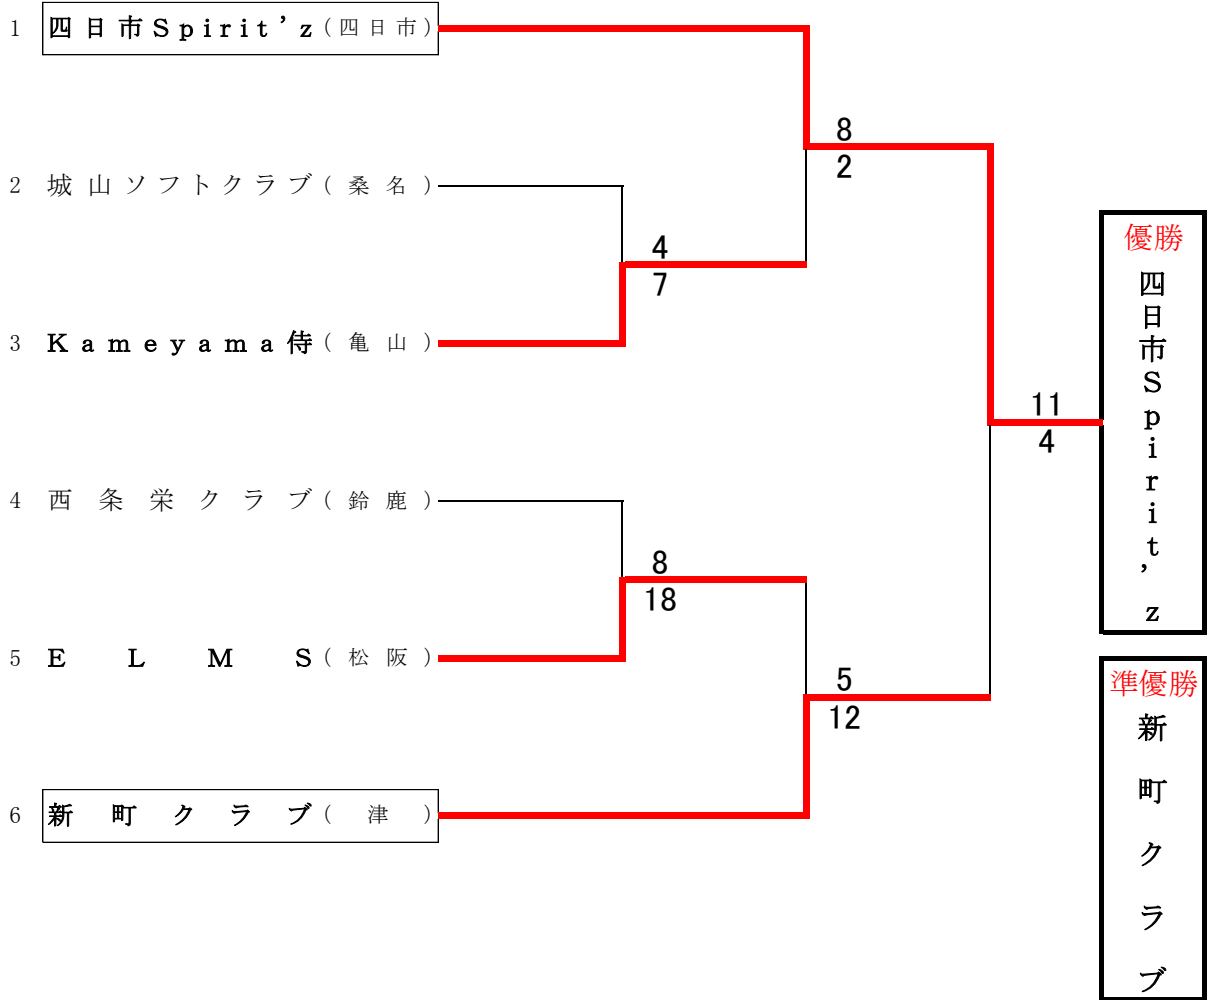 1 四日市Spirit’z(四日市)
8
2
2 城山ソフトクラブ(桑名)
4
7
3 Kameyama侍(亀山)
11
4
4 西条栄クラブ(鈴鹿)
8
18
5 ELMS(松阪)
5
12
6 新町クラブ(津)
優勝
四日市Spirit’z
準優勝
新町クラブ